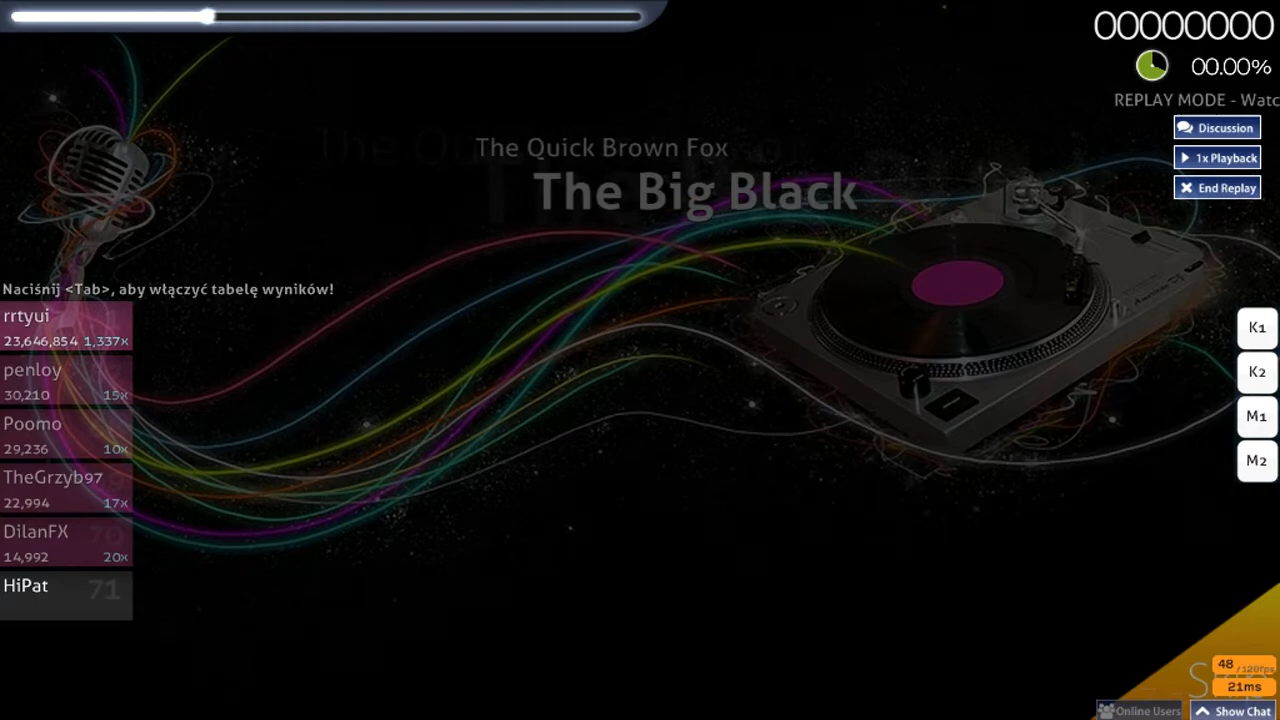 00000000
00.00%
REPLAY MODE - Watc
Discussion
1x Playback
End Replay
The Quick Brown Fox
The Big Black
Naciśnij <Tab>, aby włączyć tabelę wyników!
rrtyui
23,646,854 1,337x
penloy
30,210 15x
Poomo
29,236 10x
TheGrzyb97
22,994 17x
DilanFX
14,992 20x
HiPat
71
K1
K2
M1
M2
48 /120fps
21ms
Online Users
Show Chat